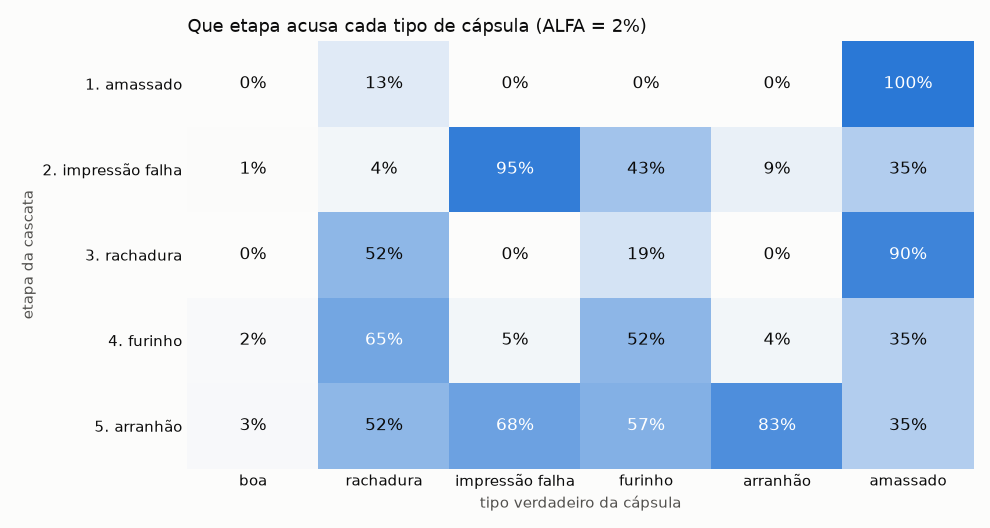 Que etapa acusa cada tipo de cápsula (ALFA = 2%)
1. amassado 0% 13% 0% 0% 0% 100%
2. impressão falha 1% 4% 95% 43% 9% 35%
3. rachadura 0% 52% 0% 19% 0% 90%
4. furinho 2% 65% 5% 52% 4% 35%
5. arranhão 3% 52% 68% 57% 83% 35%
boa rachadura impressão falha furinho arranhão amassado
tipo verdadeiro da cápsula
etapa da cascata